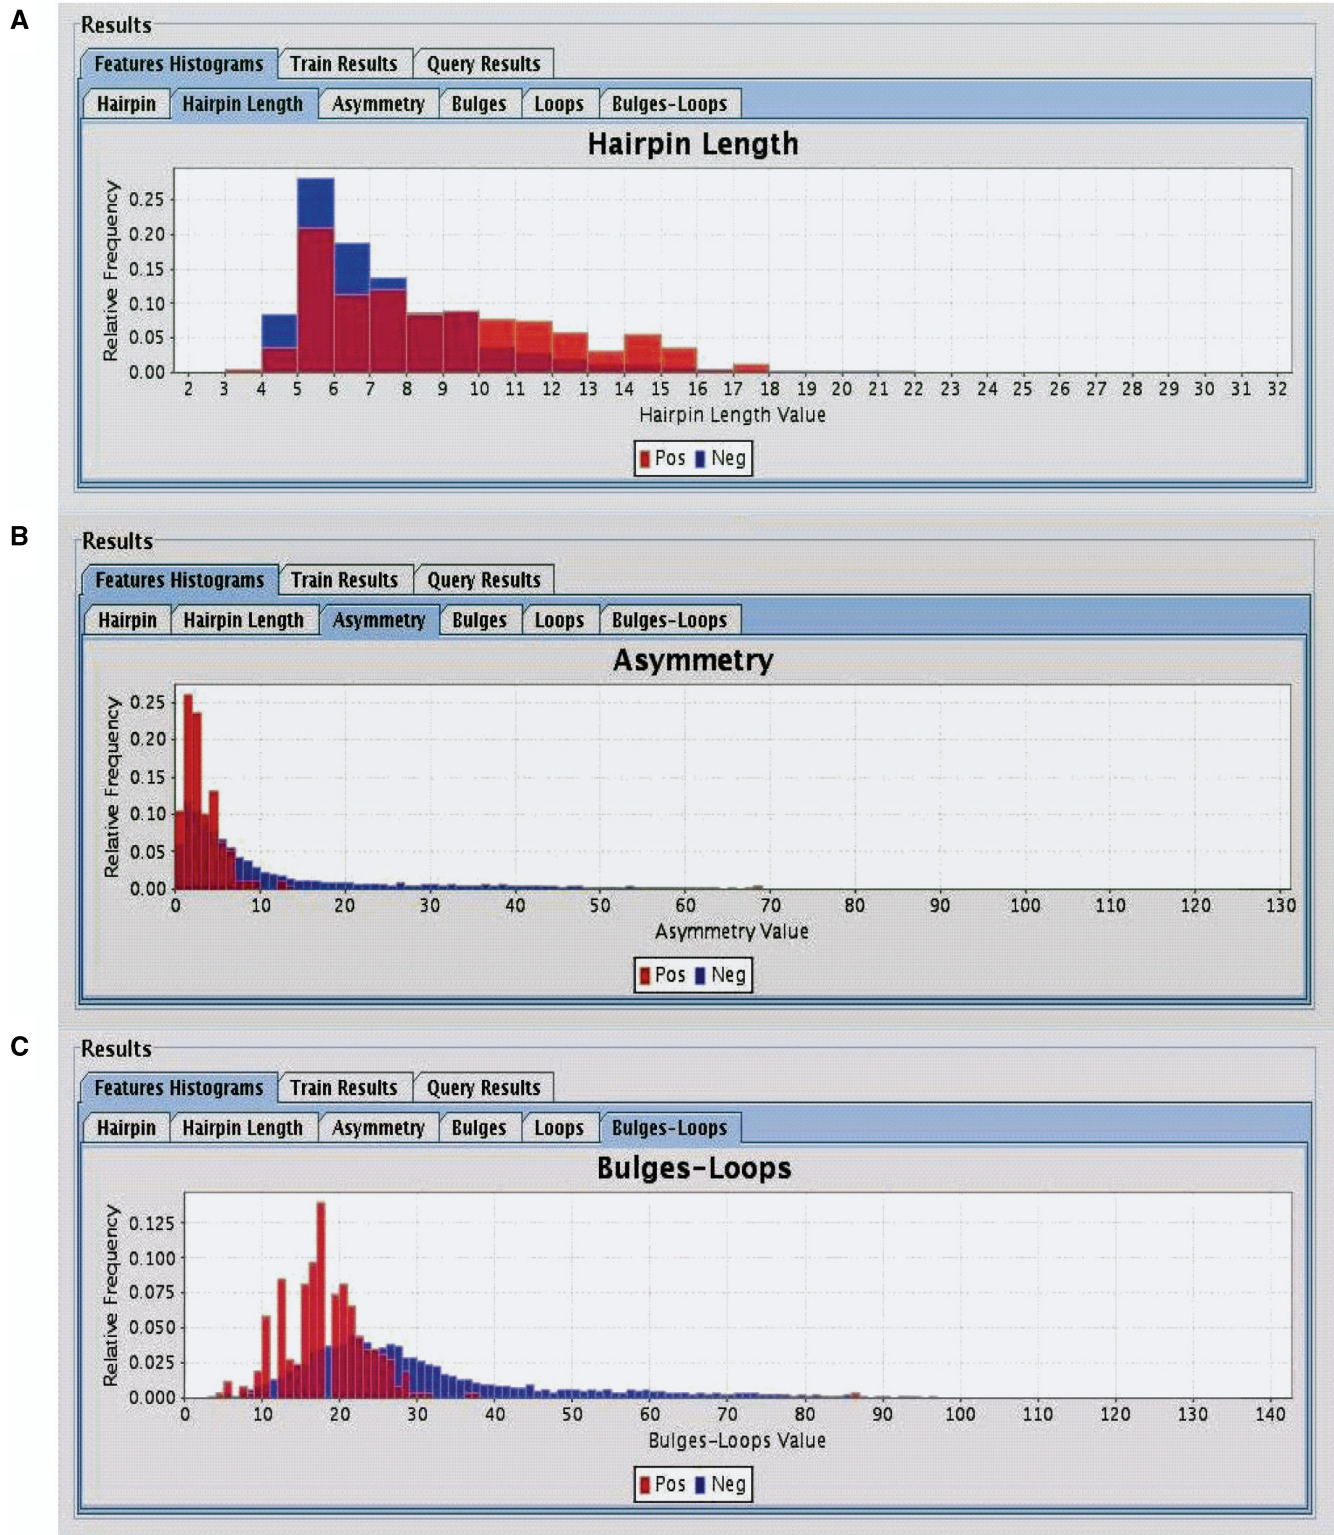 A
Results
Features Histograms Train Results Query Results
Hairpin Hairpin Length Asymmetry Bulges Loops Bulges-Loops
Hairpin Length
Relative Frequency
0.25
0.20
0.15
0.10
0.05
0.00
2 3 4 5 6 7 8 9 10 11 12 13 14 15 16 17 18 19 20 21 22 23 24 25 26 27 28 29 30 31 32
Hairpin Length Value
Pos Neg
B
Results
Features Histograms Train Results Query Results
Hairpin Hairpin Length Asymmetry Bulges Loops Bulges-Loops
Asymmetry
Relative Frequency
0.25
0.20
0.15
0.10
0.05
0.00
0 10 20 30 40 50 60 70 80 90 100 110 120 130
Asymmetry Value
Pos Neg
C
Results
Features Histograms Train Results Query Results
Hairpin Hairpin Length Asymmetry Bulges Loops Bulges-Loops
Bulges-Loops
Relative Frequency
0.125
0.100
0.075
0.050
0.025
0.000
0 10 20 30 40 50 60 70 80 90 100 110 120 130 140
Bulges-Loops Value
Pos Neg